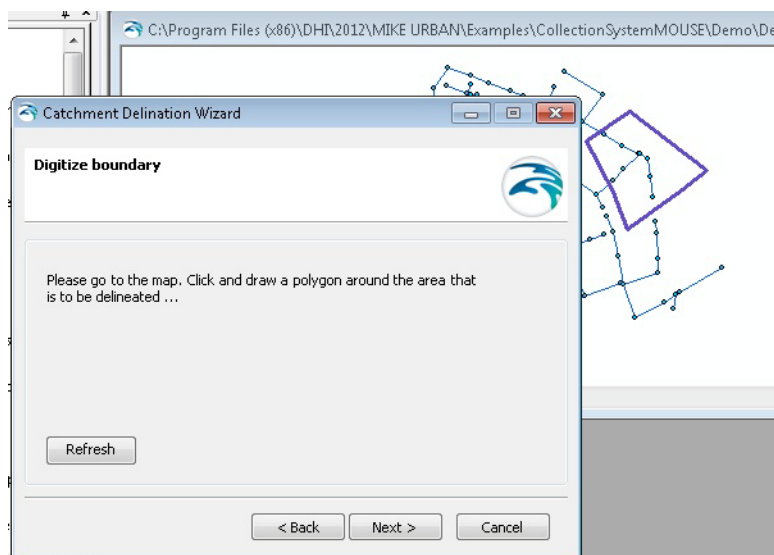 C:\Program Files (x86)\DHI\2012\MIKE URBAN\Examples\CollectionSystemMOUSE\Demo\De
Catchment Delination Wizard
Digitize boundary
Please go to the map. Click and draw a polygon around the area that
is to be delineated ...
Refresh
< Back
Next >
Cancel